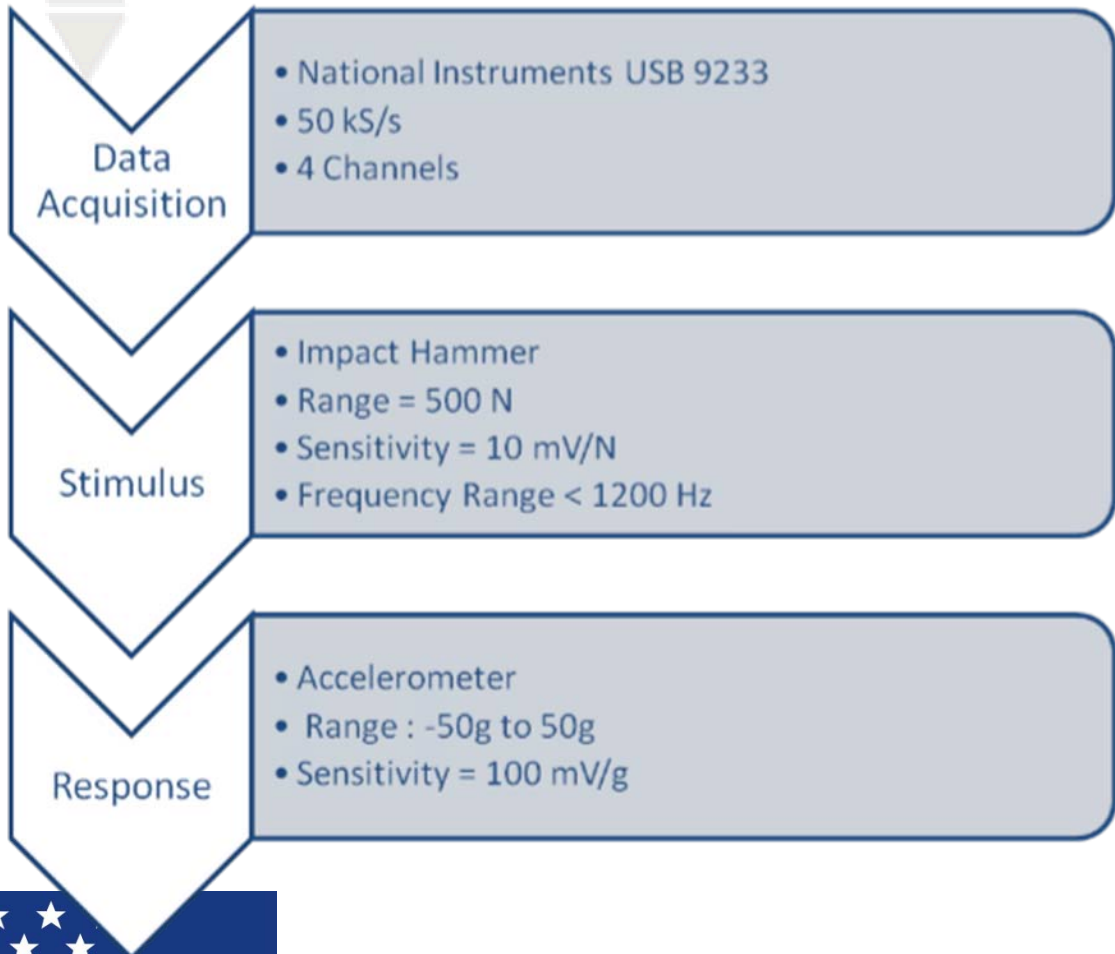 Data
Acquisition
• National Instruments USB 9233
• 50 kS/s
• 4 Channels
Stimulus
• Impact Hammer
• Range = 500 N
• Sensitivity = 10 mV/N
• Frequency Range < 1200 Hz
Response
• Accelerometer
• Range : -50g to 50g
• Sensitivity = 100 mV/g